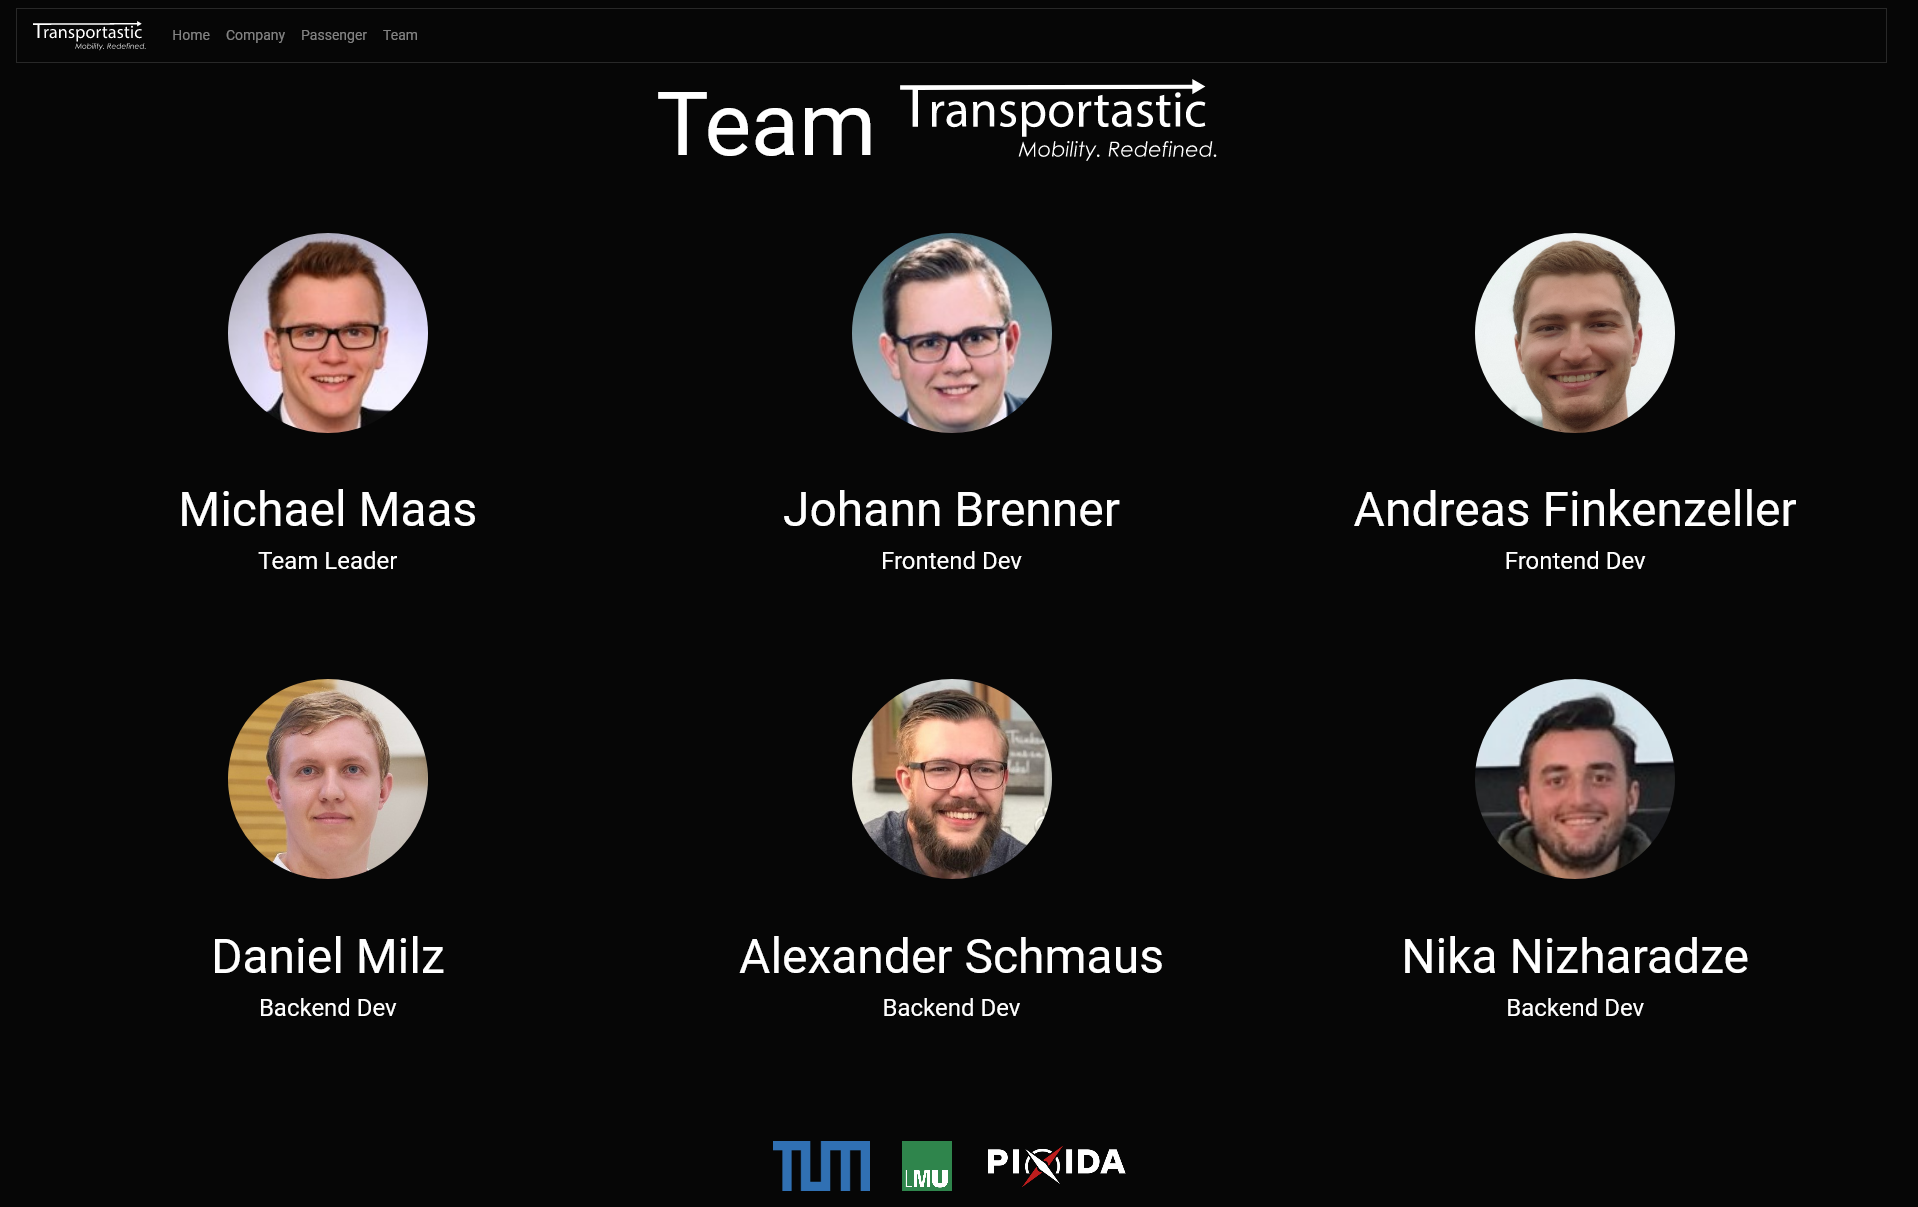 Transportastic
Mobility. Redefined.
Home Company Passenger Team
Team Transportastic
Mobility. Redefined.
Michael Maas
Team Leader
Johann Brenner
Frontend Dev
Andreas Finkenzeller
Frontend Dev
Daniel Milz
Backend Dev
Alexander Schmaus
Backend Dev
Nika Nizharadze
Backend Dev
TUM LMU PIXIDA